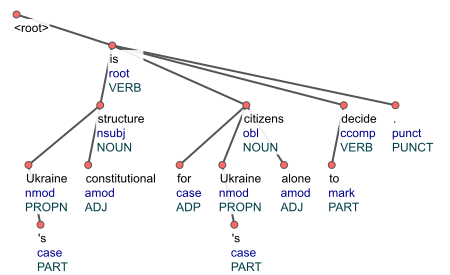 <root>
is
root
VERB
structure citizens decide .
nsubj obl ccomp punct
NOUN NOUN VERB PUNCT
Ukraine constitutional for Ukraine alone to
nmod amod case nmod amod mark
PROPN ADJ ADP PROPN ADJ PART
's 's
case case
PART PART